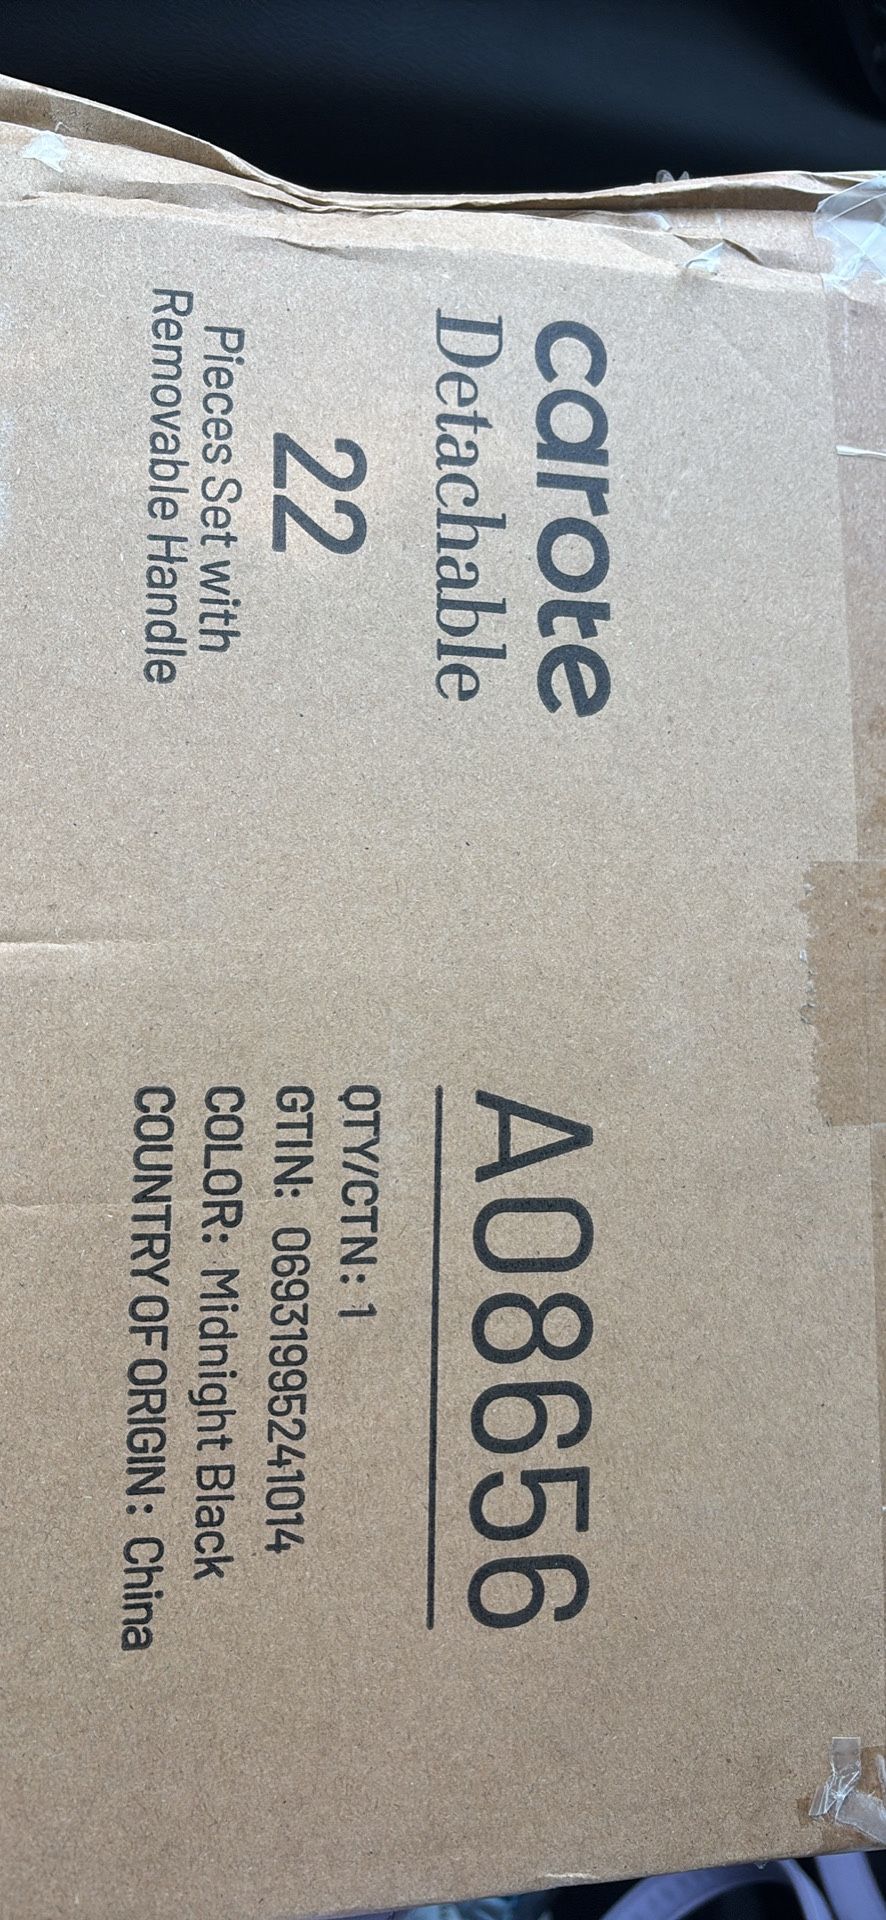 carote
Detachable
22
Pieces Set with
Removable Handle
A08656
QTY/CTN: 1
GTIN: 06931995241014
COLOR: Midnight Black
COUNTRY OF ORIGIN: China